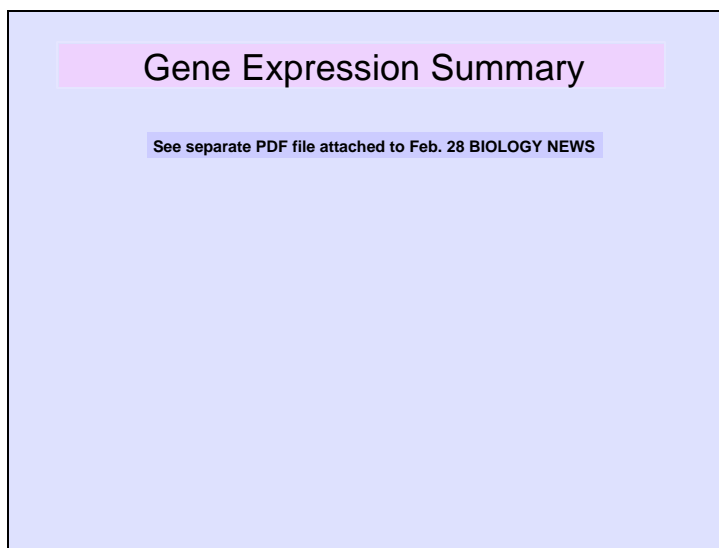 Gene Expression Summary
See separate PDF file attached to Feb. 28 BIOLOGY NEWS